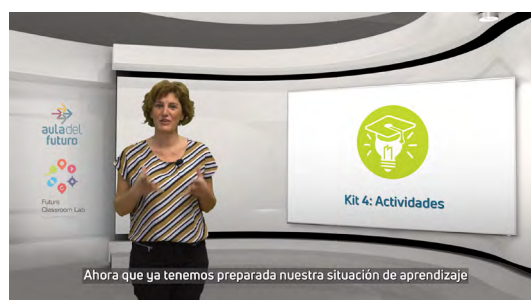 aula del
futuro
Future
Classroom Lab
Kit 4: Actividades
Ahora que ya tenemos preparada nuestra situación de aprendizaje